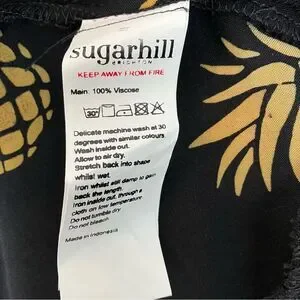 sugarhill
BRIGHTON
KEEP AWAY FROM FIRE
Main: 100% Viscose
30°
Delicate machine wash at 30
degrees with similar colours.
Wash inside out.
Allow to air dry.
Stretch back into shape
whilst wet.
Iron whilst still damp to gain
back the length.
Iron inside out, through a
cloth on low temperature
Do not tumble dry
Do not bleach
Made in Indonesia